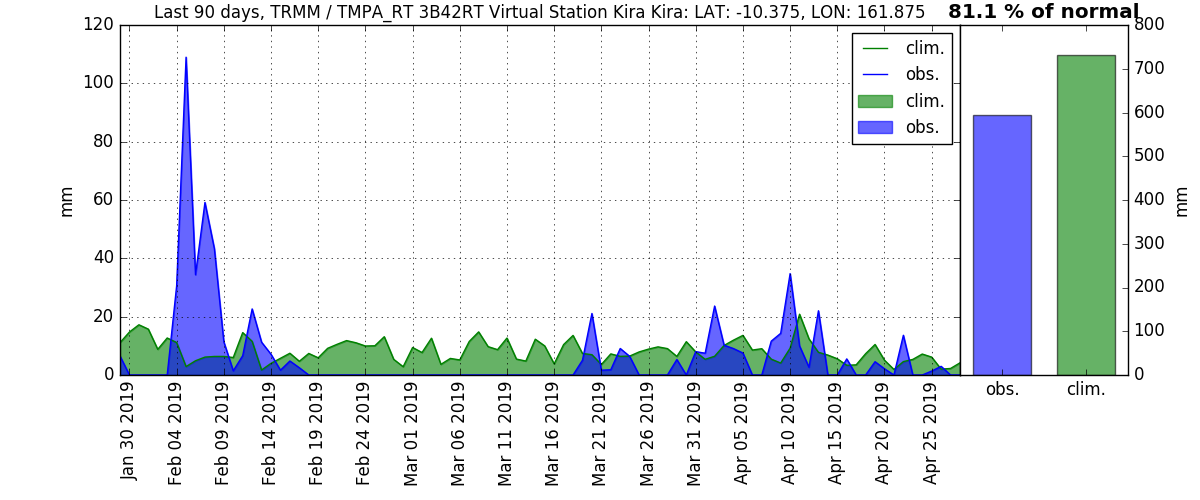 Last 90 days, TRMM / TMPA_RT 3B42RT Virtual Station Kira Kira: LAT: -10.375, LON: 161.875
81.1 % of normal
120
100
80
60
40
20
0
mm
clim.
obs.
clim.
obs.
800
700
600
500
400
300
200
100
0
mm
Jan 30 2019
Feb 04 2019
Feb 09 2019
Feb 14 2019
Feb 19 2019
Feb 24 2019
Mar 01 2019
Mar 06 2019
Mar 11 2019
Mar 16 2019
Mar 21 2019
Mar 26 2019
Mar 31 2019
Apr 05 2019
Apr 10 2019
Apr 15 2019
Apr 20 2019
Apr 25 2019
obs.
clim.